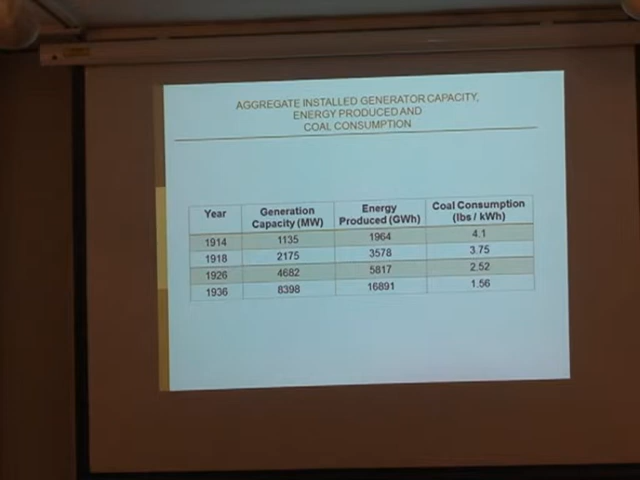 AGGREGATE INSTALLED GENERATOR CAPACITY,
ENERGY PRODUCED AND
COAL CONSUMPTION
Year Generation Capacity (MW) Energy Produced (GWh) Coal Consumption (lbs / kWh)
1914 1135 1964 4.1
1918 2175 3578 3.75
1926 4682 5817 2.52
1936 8398 16891 1.56